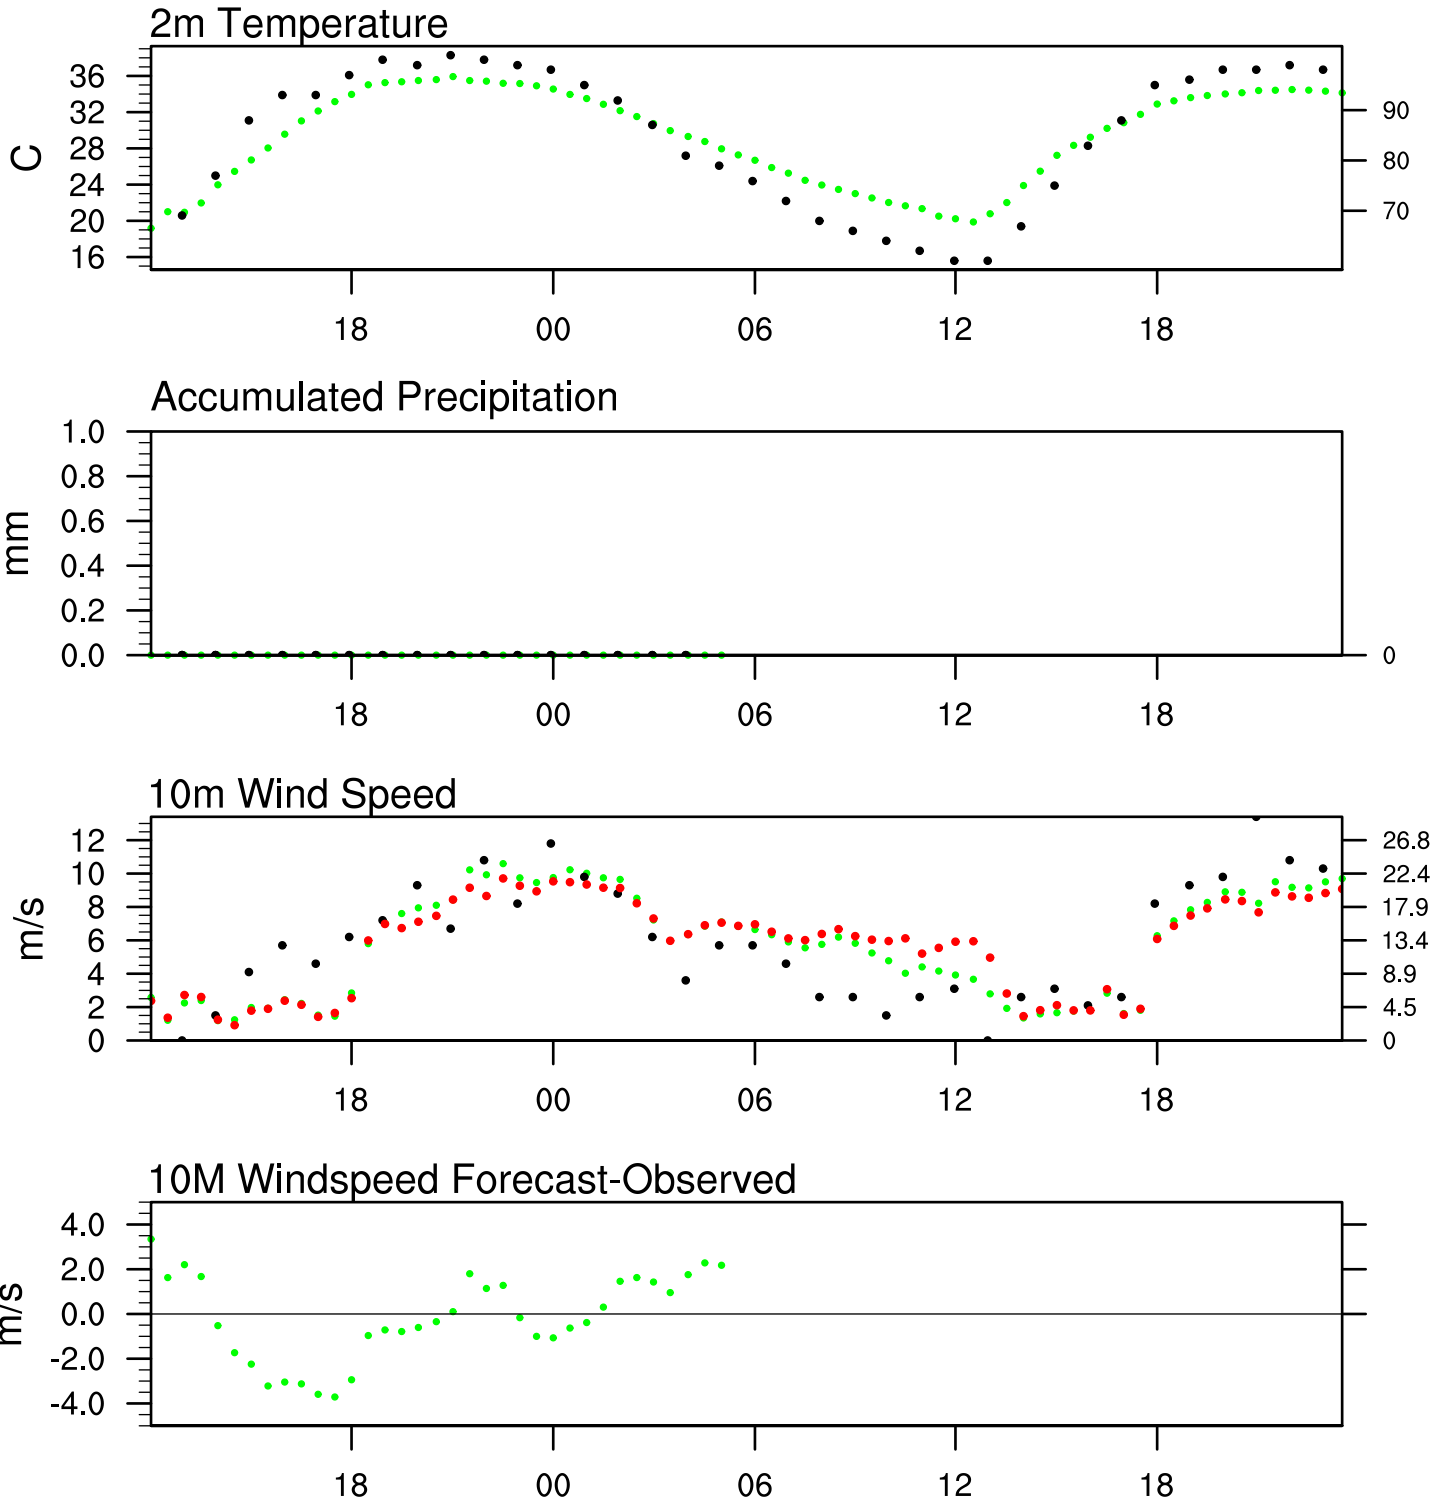 2m Temperature
36
32
28
24
20
16
C
90
80
70
18 00 06 12 18
Accumulated Precipitation
1.0
0.8
0.6
0.4
0.2
0.0
mm
0
18 00 06 12 18
10m Wind Speed
12
10
8
6
4
2
0
m/s
26.8
22.4
17.9
13.4
8.9
4.5
0
18 00 06 12 18
10M Windspeed Forecast-Observed
4.0
2.0
0.0
-2.0
-4.0
m/s
18 00 06 12 18